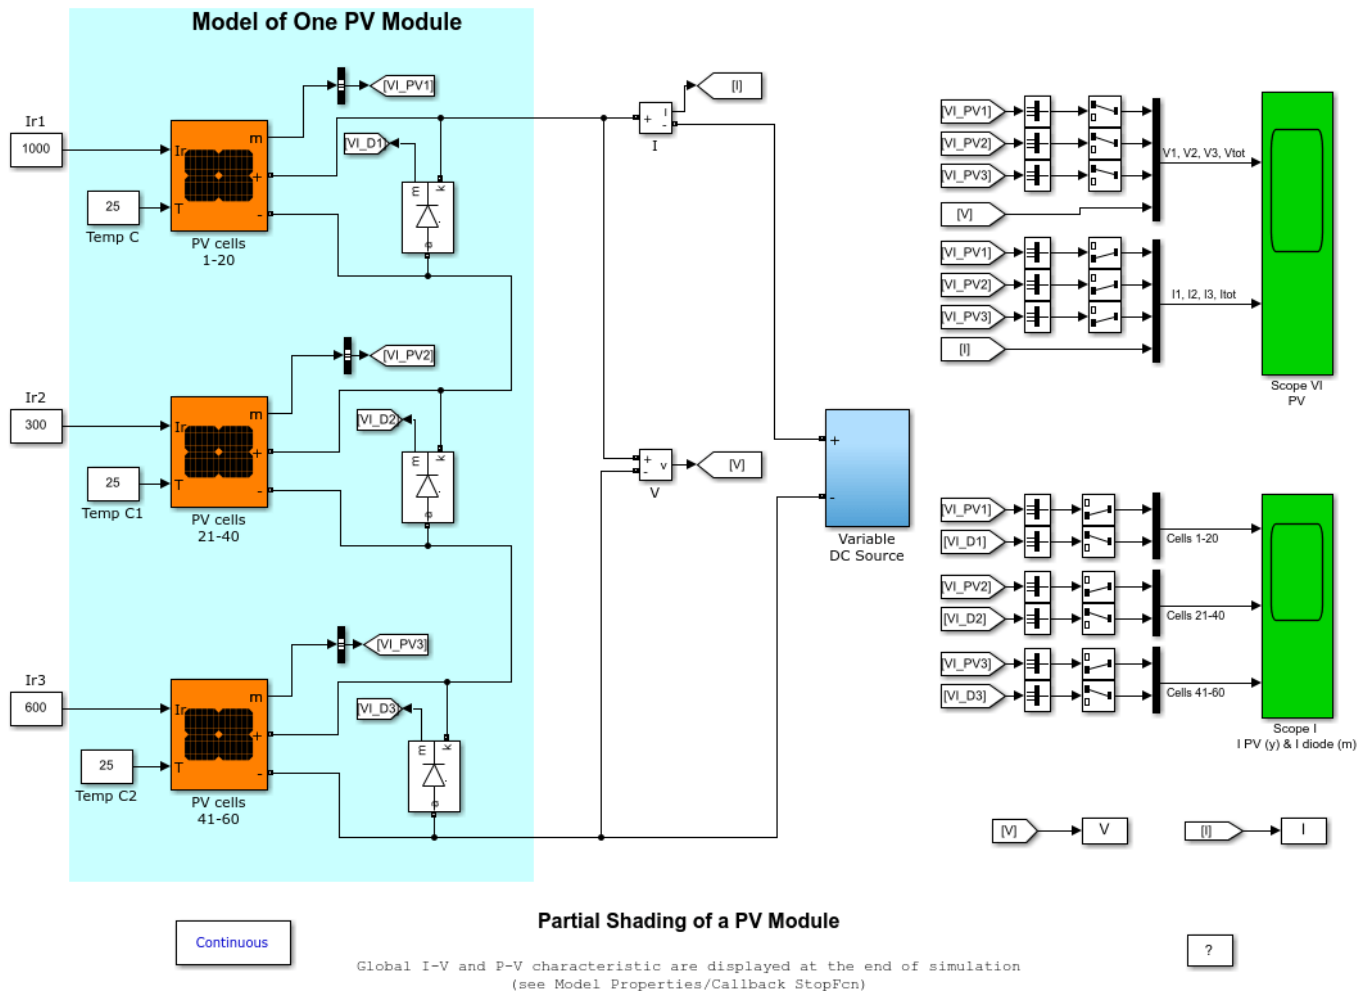 Model of One PV Module
[VI_PV1]
Ir1
1000
Ir
m
+
T
-
25
Temp C
PV cells
1-20
[VI_D1]
m
k
a
[VI_PV2]
Ir2
300
Ir
m
+
T
-
25
Temp C1
PV cells
21-40
[VI_D2]
m
k
a
[VI_PV3]
Ir3
600
Ir
m
+
T
-
25
Temp C2
PV cells
41-60
[VI_D3]
m
k
a
[I]
+
I
-
I
+
-
v
V
[V]
+
-
Variable
DC Source
[VI_PV1]
[VI_PV2]
[VI_PV3]
[V]
V1, V2, V3, Vtot
[VI_PV1]
[VI_PV2]
[VI_PV3]
[I]
I1, I2, I3, Itot
Scope VI
PV
[VI_PV1]
[VI_D1]
Cells 1-20
[VI_PV2]
[VI_D2]
Cells 21-40
[VI_PV3]
[VI_D3]
Cells 41-60
Scope I
I PV (y) & I diode (m)
[V]
V
[I]
I
Continuous
Partial Shading of a PV Module
?
Global I-V and P-V characteristic are displayed at the end of simulation
(see Model Properties/Callback StopFcn)